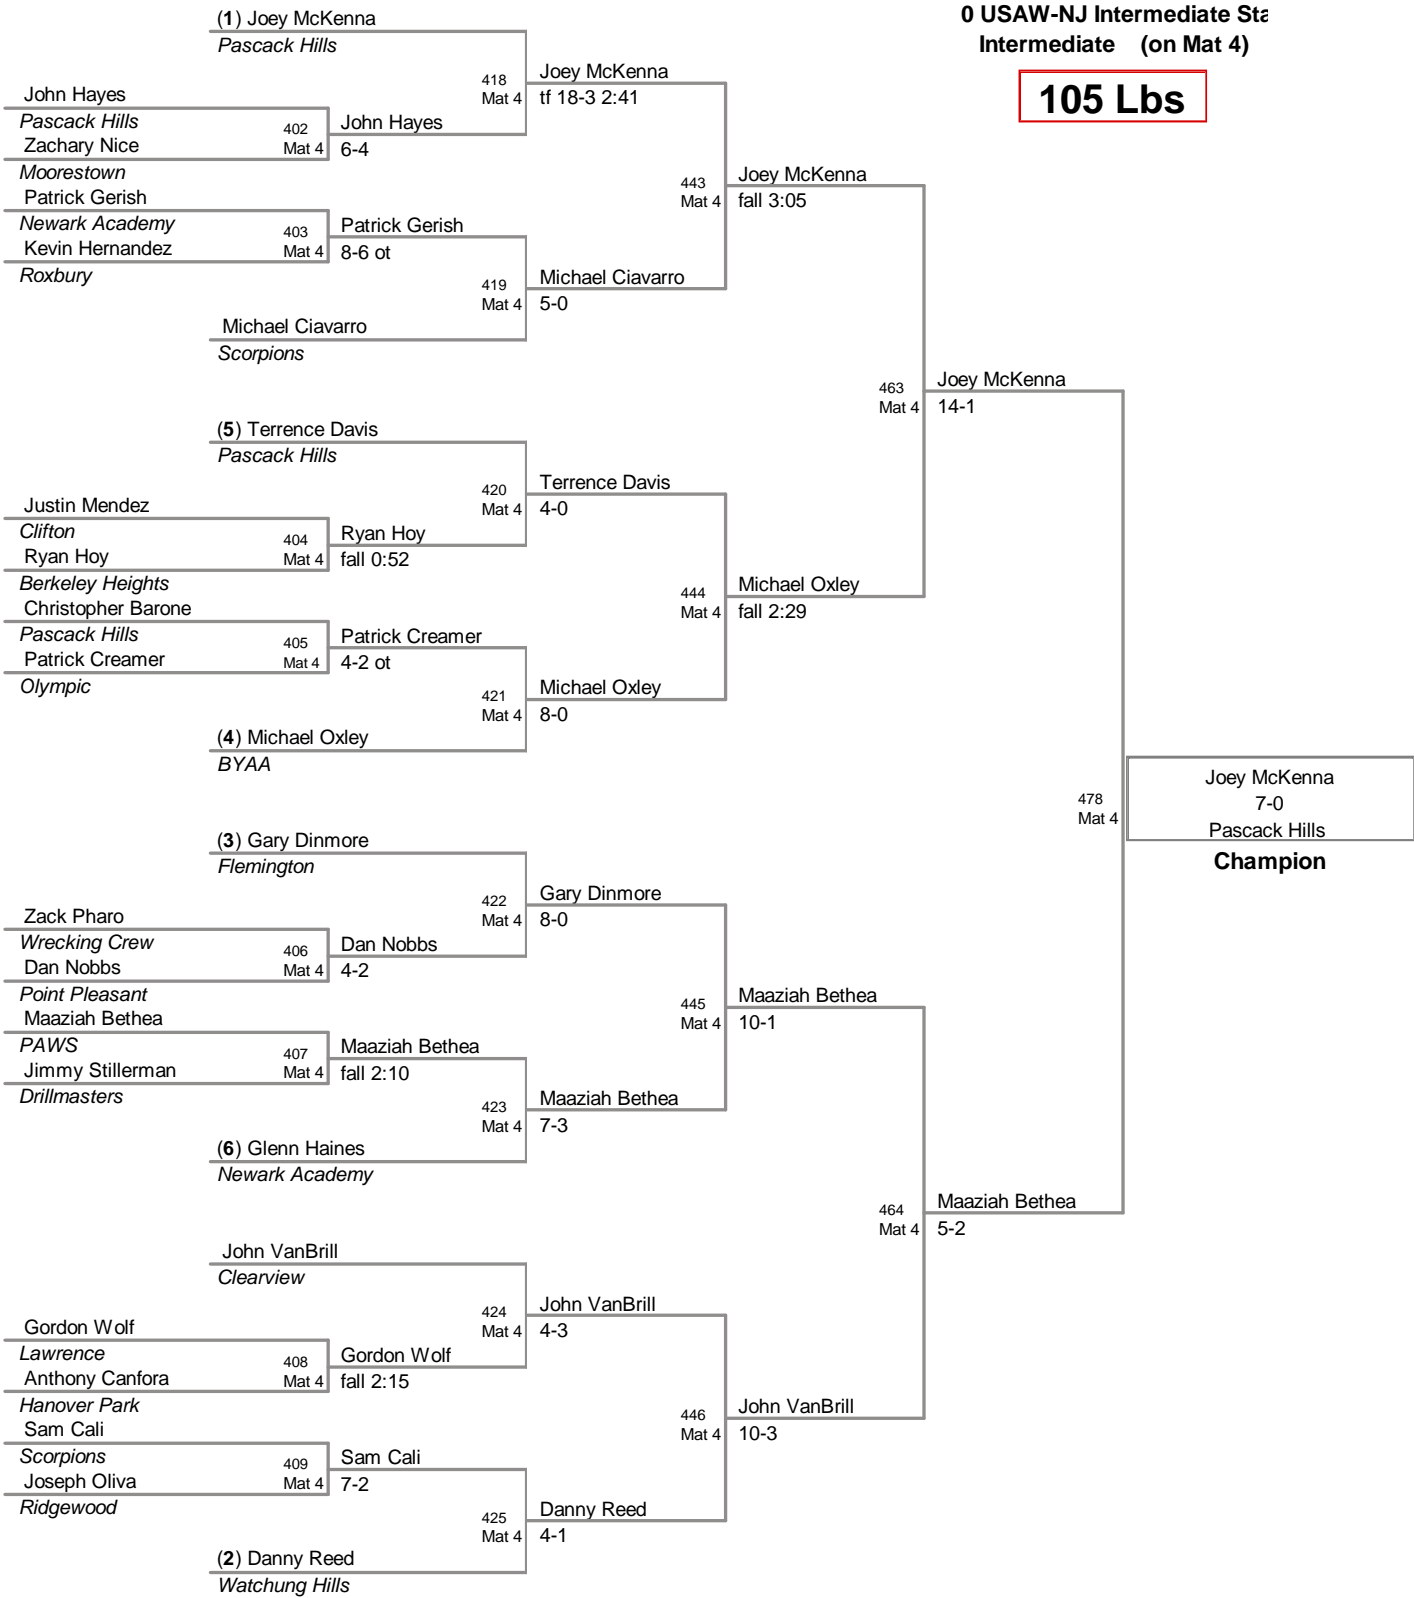 0 USAW-NJ Intermediate Sta
Intermediate (on Mat 4)
105 Lbs
(1) Joey McKenna
Pascack Hills
418
Mat 4
Joey McKenna
tf 18-3 2:41
John Hayes
Pascack Hills
402
Mat 4
John Hayes
6-4
Zachary Nice
Moorestown
443
Mat 4
Joey McKenna
fall 3:05
Patrick Gerish
Newark Academy
403
Mat 4
Patrick Gerish
8-6 ot
Kevin Hernandez
Roxbury
419
Mat 4
Michael Ciavarro
5-0
Michael Ciavarro
Scorpions
463
Mat 4
Joey McKenna
14-1
(5) Terrence Davis
Pascack Hills
420
Mat 4
Terrence Davis
4-0
Justin Mendez
Clifton
404
Mat 4
Ryan Hoy
fall 0:52
Ryan Hoy
Berkeley Heights
444
Mat 4
Michael Oxley
fall 2:29
Christopher Barone
Pascack Hills
405
Mat 4
Patrick Creamer
4-2 ot
Patrick Creamer
Olympic
421
Mat 4
Michael Oxley
8-0
(4) Michael Oxley
BYAA
478
Mat 4
Joey McKenna
7-0
Pascack Hills
Champion
(3) Gary Dinmore
Flemington
422
Mat 4
Gary Dinmore
8-0
Zack Pharo
Wrecking Crew
406
Mat 4
Dan Nobbs
4-2
Dan Nobbs
Point Pleasant
445
Mat 4
Maaziah Bethea
10-1
Maaziah Bethea
PAWS
407
Mat 4
Maaziah Bethea
fall 2:10
Jimmy Stillerman
Drillmasters
423
Mat 4
Maaziah Bethea
7-3
(6) Glenn Haines
Newark Academy
464
Mat 4
Maaziah Bethea
5-2
John VanBrill
Clearview
424
Mat 4
John VanBrill
4-3
Gordon Wolf
Lawrence
408
Mat 4
Gordon Wolf
fall 2:15
Anthony Canfora
Hanover Park
446
Mat 4
John VanBrill
10-3
Sam Cali
Scorpions
409
Mat 4
Sam Cali
7-2
Joseph Oliva
Ridgewood
425
Mat 4
Danny Reed
4-1
(2) Danny Reed
Watchung Hills